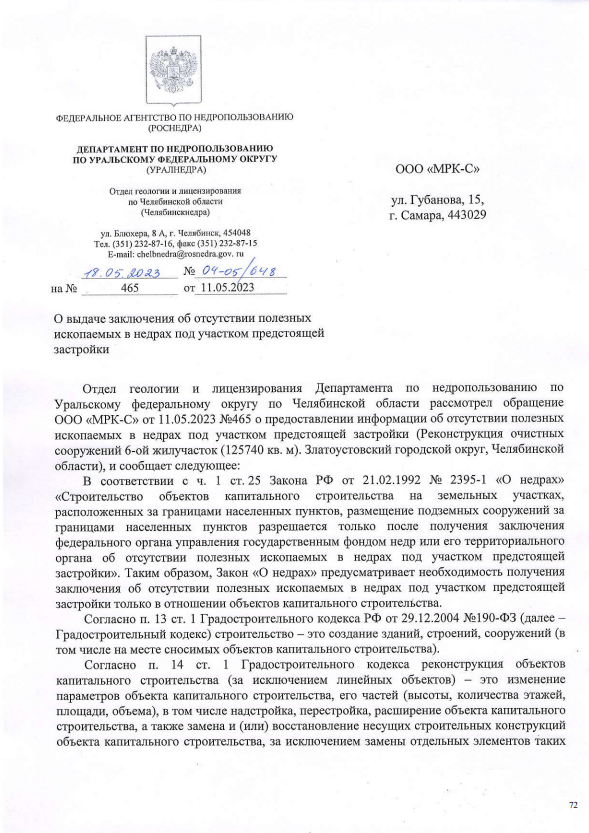 ФЕДЕРАЛЬНОЕ АГЕНТСТВО ПО НЕДРОПОЛЬЗОВАНИЮ
(РОСНЕДРА)
ДЕПАРТАМЕНТ ПО НЕДРОПОЛЬЗОВАНИЮ
ПО УРАЛЬСКОМУ ФЕДЕРАЛЬНОМУ ОКРУГУ
(УРАЛНЕДРА)
Отдел геологии и лицензирования
по Челябинской области
(Челябинскнедра)
ул. Блюхера, 8 А, г. Челябинск, 454048
Тел. (351) 232-87-16, факс (351) 232-87-15
E-mail: chelbnedra@rosnedra.gov. ru
18.05.2023 № 04-05/648
на № 465 от 11.05.2023
ООО «МРК-С»
ул. Губанова, 15,
г. Самара, 443029
О выдаче заключения об отсутствии полезных
ископаемых в недрах под участком предстоящей
застройки
Отдел геологии и лицензирования Департамента по недропользованию по
Уральскому федеральному округу по Челябинской области рассмотрел обращение
ООО «МРК-С» от 11.05.2023 №465 о предоставлении информации об отсутствии полезных
ископаемых в недрах под участком предстоящей застройки (Реконструкция очистных
сооружений 6-ой жилучасток (125740 кв. м). Златоустовский городской округ, Челябинской
области), и сообщает следующее:
В соответствии с ч. 1 ст. 25 Закона РФ от 21.02.1992 № 2395-1 «О недрах»
«Строительство объектов капитального строительства на земельных участках,
расположенных за границами населенных пунктов, размещение подземных сооружений за
границами населенных пунктов разрешается только после получения заключения
федерального органа управления государственным фондом недр или его территориального
органа об отсутствии полезных ископаемых в недрах под участком предстоящей
застройки». Таким образом, Закон «О недрах» предусматривает необходимость получения
заключения об отсутствии полезных ископаемых в недрах под участком предстоящей
застройки только в отношении объектов капитального строительства.
Согласно п. 13 ст. 1 Градостроительного кодекса РФ от 29.12.2004 №190-ФЗ (далее –
Градостроительный кодекс) строительство – это создание зданий, строений, сооружений (в
том числе на месте сносимых объектов капитального строительства).
Согласно п. 14 ст. 1 Градостроительного кодекса реконструкция объектов
капитального строительства (за исключением линейных объектов) – это изменение
параметров объекта капитального строительства, его частей (высоты, количества этажей,
площади, объема), в том числе надстройка, перестройка, расширение объекта капитального
строительства, а также замена и (или) восстановление несущих строительных конструкций
объекта капитального строительства, за исключением замены отдельных элементов таких
72